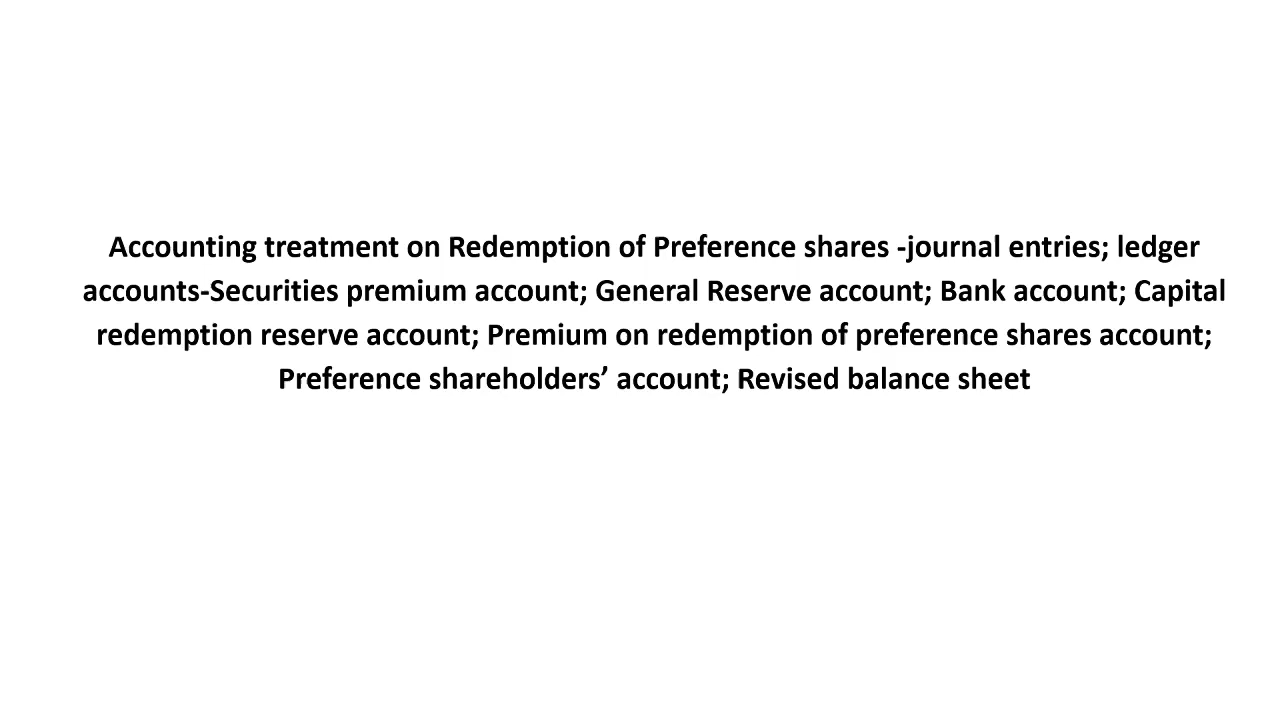 Accounting treatment on Redemption of Preference shares -journal entries; ledger
accounts-Securities premium account; General Reserve account; Bank account; Capital
redemption reserve account; Premium on redemption of preference shares account;
Preference shareholders’ account; Revised balance sheet